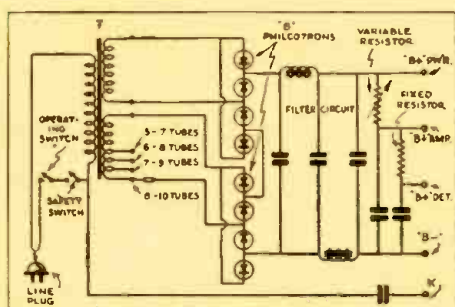 T
"B"
PHILCOTRONS
VARIABLE
RESISTOR
"B+" PWR.
FIXED
RESISTOR
OPERAT-
ING
SWITCH
FILTER CIRCUIT
5-7 TUBES
6-8 TUBES
7-9 TUBES
8-10 TUBES
"B+" AMP.
"B+" DET.
SAFETY
SWITCH
"B-"
LINE
PLUG
K